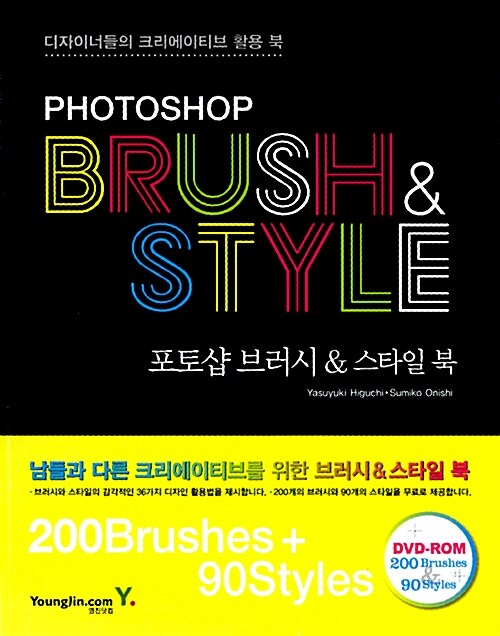 디자이너들의 크리에이티브 활용 북
PHOTOSHOP
BRUSH &
STYLE
포토샵 브러시 & 스타일 북
Yasuyuki Higuchi • Sumiko Onishi
남들과 다른 크리에이티브를 위한 브러시&스타일 북
· 브러시와 스타일의 감각적인 36가지 디자인 활용법을 제시합니다. · 200개의 브러시와 90개의 스타일을 무료로 제공합니다.
200Brushes +
90Styles
DVD-ROM
200 Brushes
&
90 Styles
YoungJin.com Y.
영진닷컴